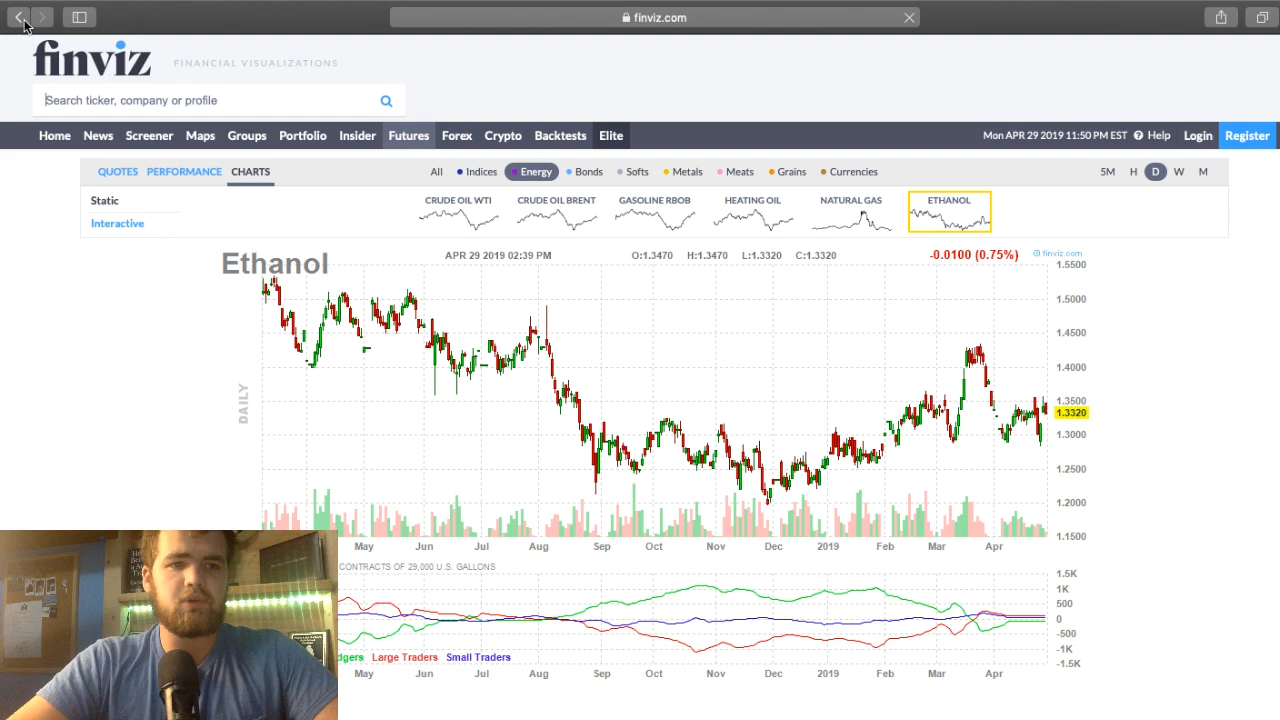 finviz.com
finviz FINANCIAL VISUALIZATIONS
Search ticker, company or profile
Home News Screener Maps Groups Portfolio Insider Futures Forex Crypto Backtests Elite Mon APR 29 2019 11:50 PM EST Help Login Register
QUOTES PERFORMANCE CHARTS All Indices Energy Bonds Softs Metals Meats Grains Currencies 5M H D W M
Static
Interactive
CRUDE OIL WTI CRUDE OIL BRENT GASOLINE RBOB HEATING OIL NATURAL GAS ETHANOL
Ethanol APR 29 2019 02:39 PM O:1.3470 H:1.3470 L:1.3320 C:1.3320 -0.0100 (0.75%) © finviz.com
1.5500
1.5000
1.4500
1.4000
1.3500
1.3320
1.3000
1.2500
1.2000
1.1500
DAILY
May Jun Jul Aug Sep Oct Nov Dec 2019 Feb Mar Apr
CONTRACTS OF 29,000 U.S. GALLONS
1.5K
1K
500
0
-500
-1K
-1.5K
dgers Large Traders Small Traders
May Jun Jul Aug Sep Oct Nov Dec 2019 Feb Mar Apr